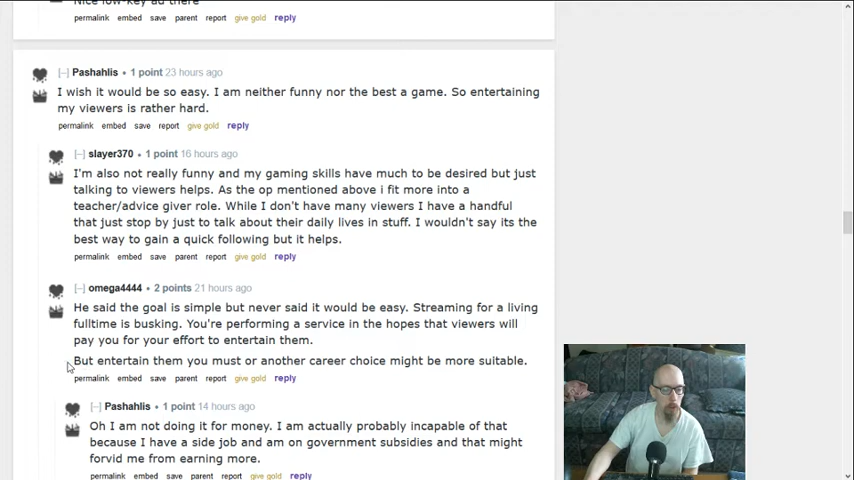 Nice low-key ad there
permalink embed save parent report give gold reply
[–] Pashahlis • 1 point 23 hours ago
I wish it would be so easy. I am neither funny nor the best a game. So entertaining
my viewers is rather hard.
permalink embed save report give gold reply
[–] slayer370 • 1 point 16 hours ago
I'm also not really funny and my gaming skills have much to be desired but just
talking to viewers helps. As the op mentioned above i fit more into a
teacher/advice giver role. While I don't have many viewers I have a handful
that just stop by just to talk about their daily lives in stuff. I wouldn't say its the
best way to gain a quick following but it helps.
permalink embed save parent report give gold reply
[–] omega4444 • 2 points 21 hours ago
He said the goal is simple but never said it would be easy. Streaming for a living
fulltime is busking. You're performing a service in the hopes that viewers will
pay you for your effort to entertain them.
But entertain them you must or another career choice might be more suitable.
permalink embed save parent report give gold reply
[–] Pashahlis • 1 point 14 hours ago
Oh I am not doing it for money. I am actually probably incapable of that
because I have a side job and am on government subsidies and that might
forvid me from earning more.
permalink embed save parent report give gold reply